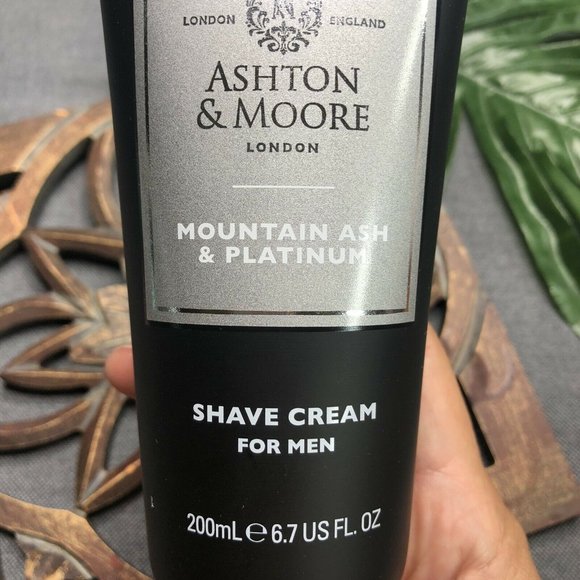 LONDON ENGLAND
ASHTON
& MOORE
LONDON
MOUNTAIN ASH
& PLATINUM
SHAVE CREAM
FOR MEN
200mL ℮ 6.7 US FL. OZ